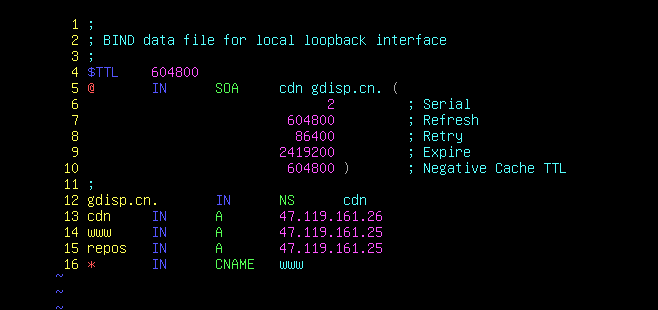 1 ;
2 ; BIND data file for local loopback interface
3 ;
4 $TTL    604800
5 @       IN      SOA     cdn gdisp.cn. (
6                               2         ; Serial
7                          604800         ; Refresh
8                           86400         ; Retry
9                         2419200         ; Expire
10                         604800 )       ; Negative Cache TTL
11 ;
12 gdisp.cn.       IN      NS      cdn
13 cdn     IN      A       47.119.161.26
14 www     IN      A       47.119.161.25
15 repos   IN      A       47.119.161.25
16 *       IN      CNAME   www
~
~
~